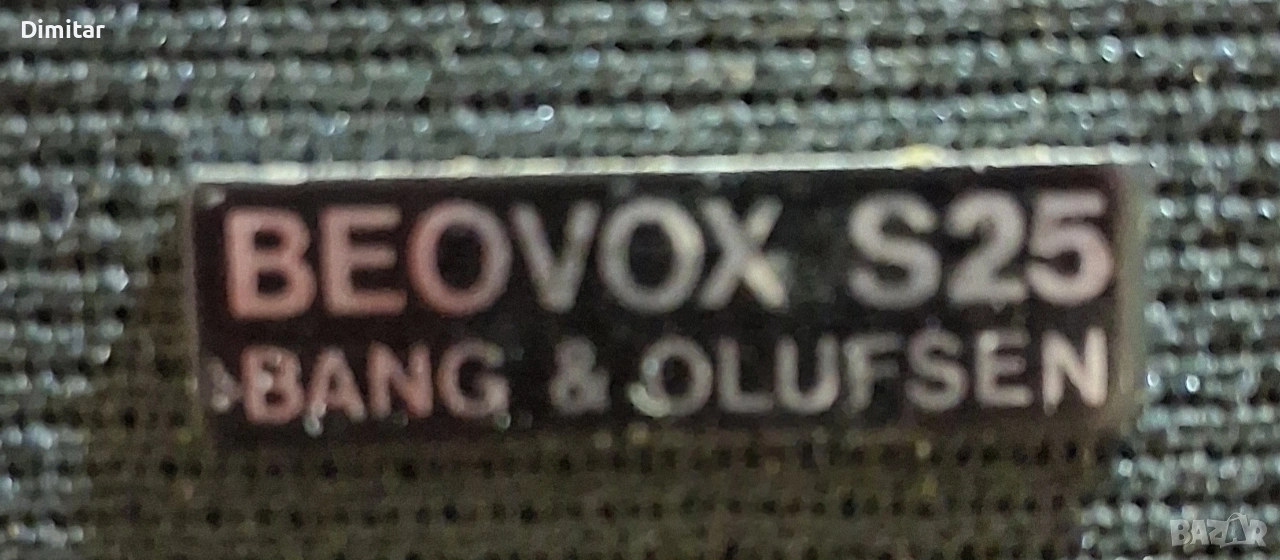 Dimitar
BEOVOX S25
BANG & OLUFSEN
BAZAR